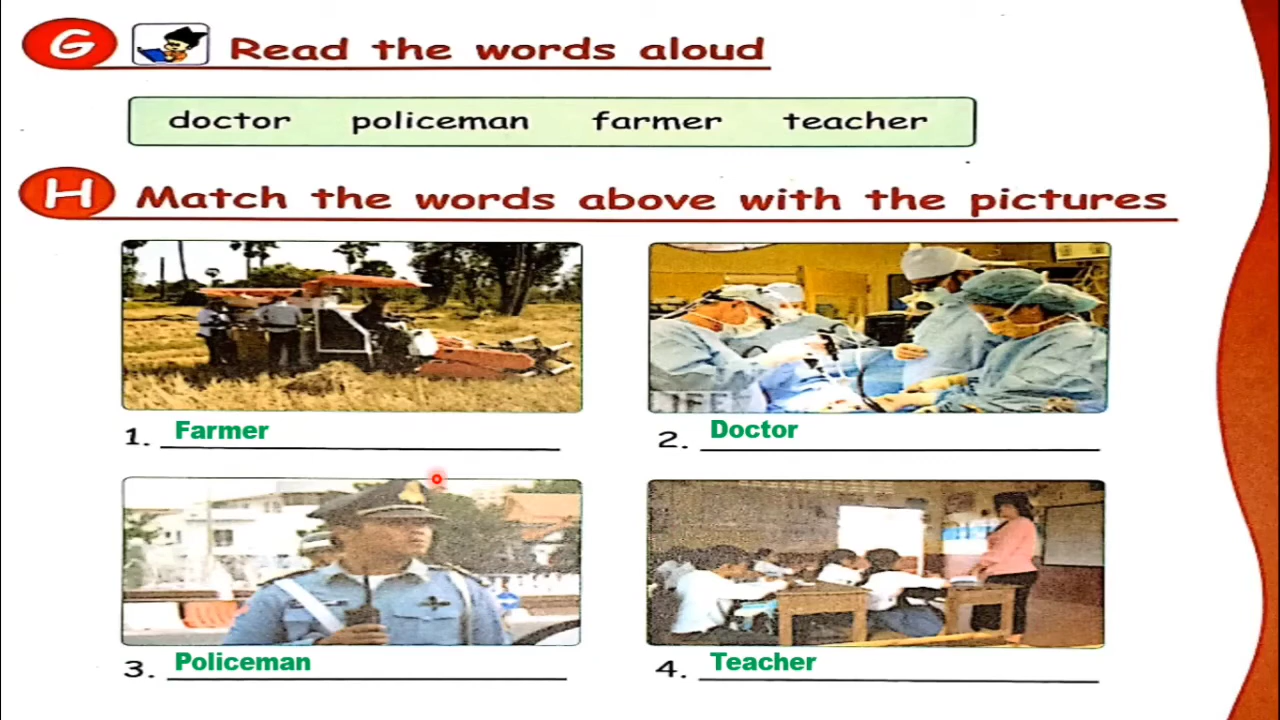 G Read the words aloud
doctor policeman farmer teacher
H Match the words above with the pictures
1. Farmer
2. Doctor
LIFE
3. Policeman
4. Teacher